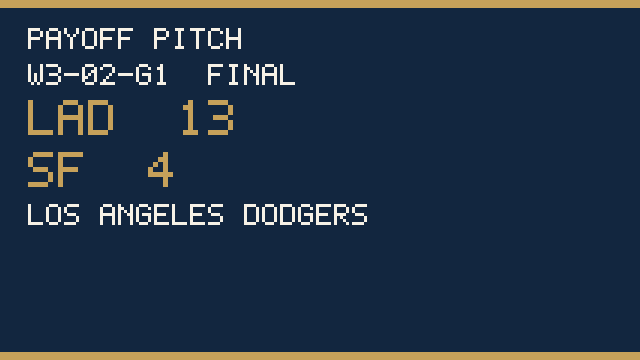 PAYOFF PITCH
W3-02-G1  FINAL
LAD  13
SF  4
LOS ANGELES DODGERS